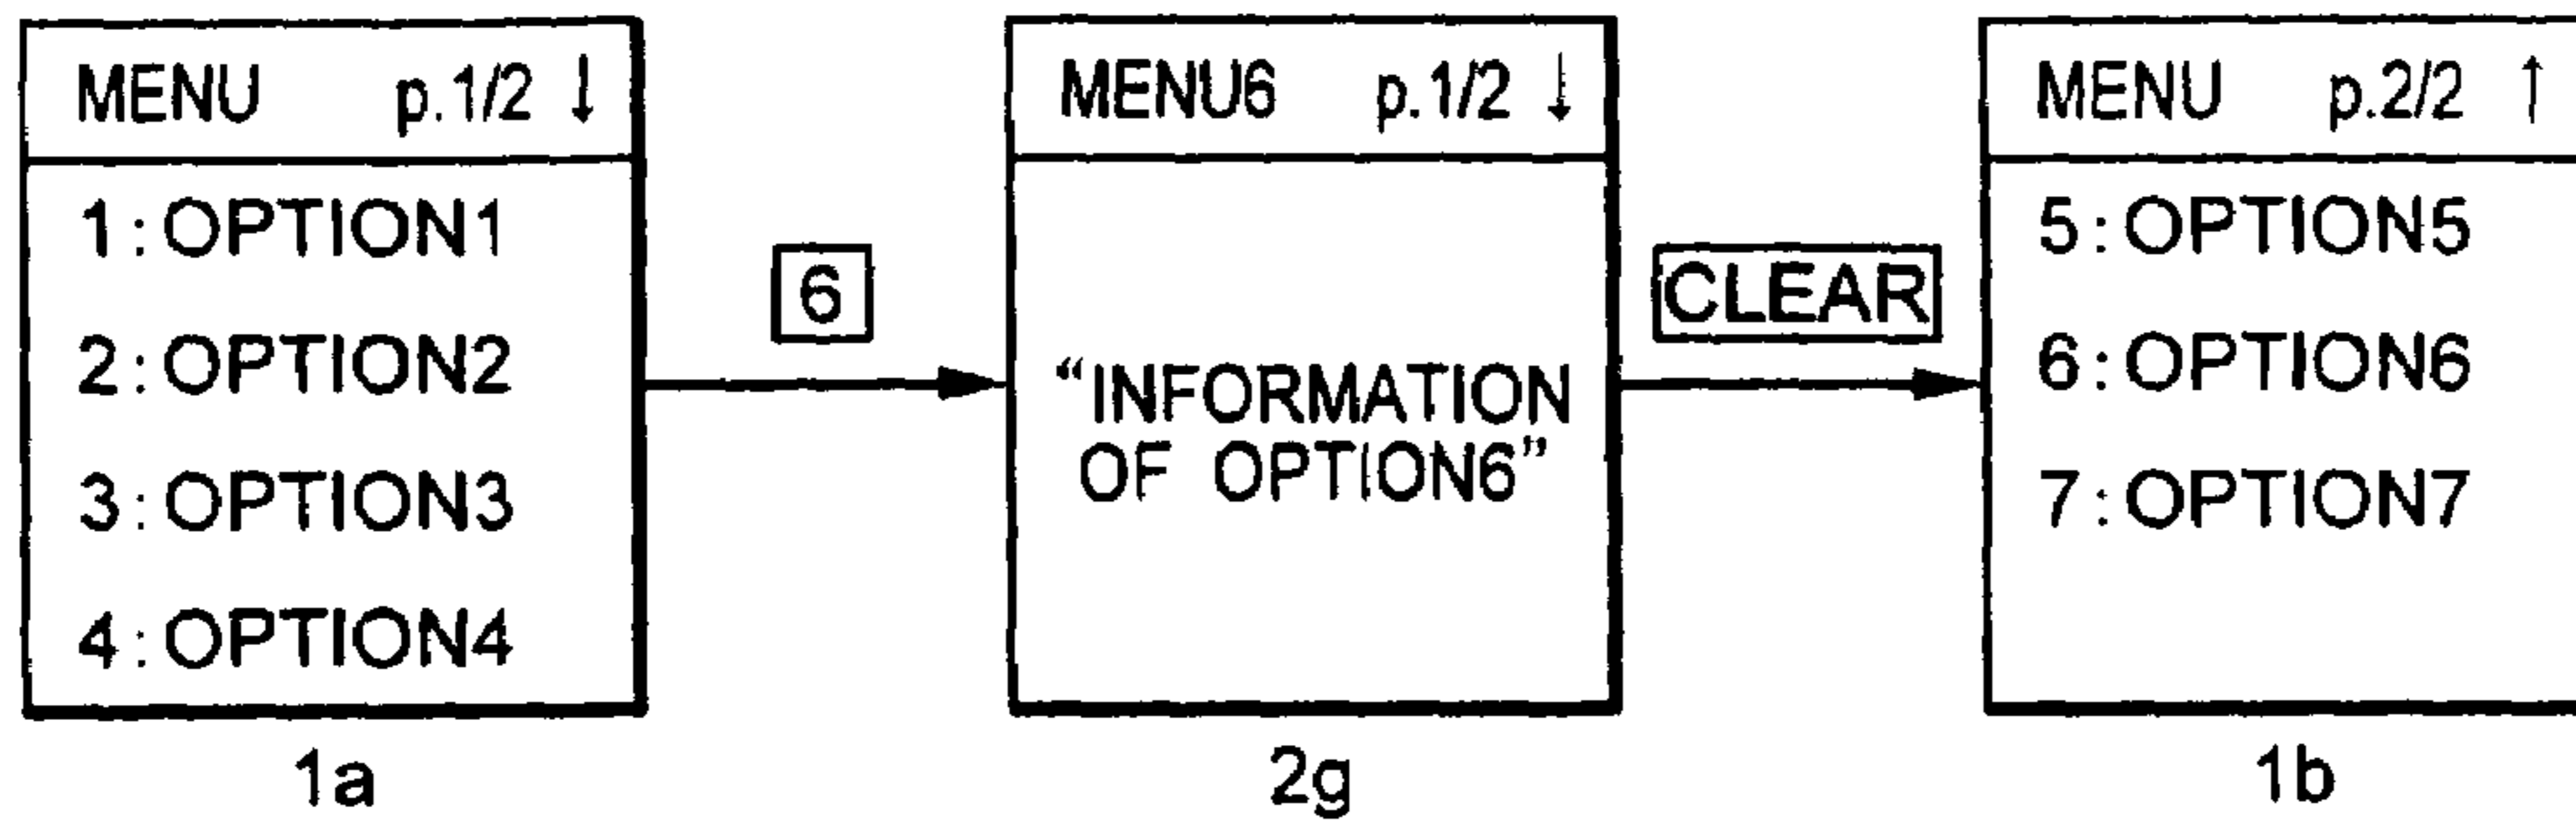 MENU p.1/2 ↓
1:OPTION1
2:OPTION2
3:OPTION3
4:OPTION4
1a
6
MENU6 p.1/2 ↓
“INFORMATION
OF OPTION6”
2g
CLEAR
MENU p.2/2 ↑
5:OPTION5
6:OPTION6
7:OPTION7
1b